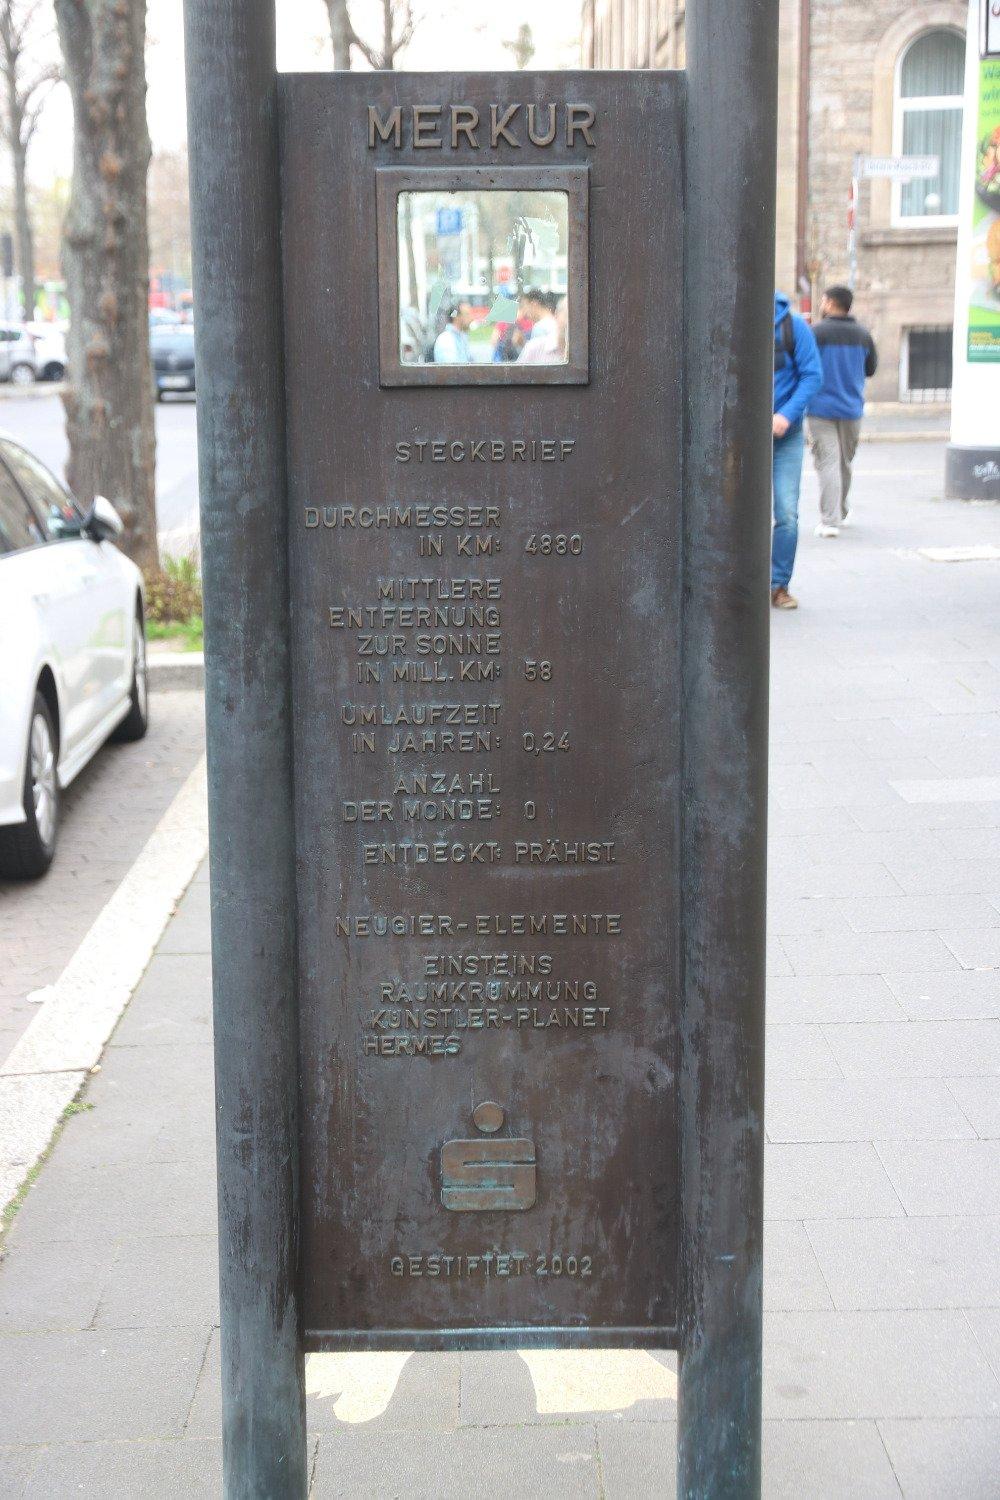 MERKUR
STECKBRIEF
DURCHMESSER
IN KM: 4880
MITTLERE
ENTFERNUNG
ZUR SONNE
IN MILL. KM: 58
UMLAUFZEIT
IN JAHREN: 0,24
ANZAHL
DER MONDE: 0
ENTDECKT: PRÄHIST.
NEUGIER-ELEMENTE
EINSTEINS
RAUMKRÜMMUNG
KÜNSTLER-PLANET
HERMES
GESTIFTET 2002